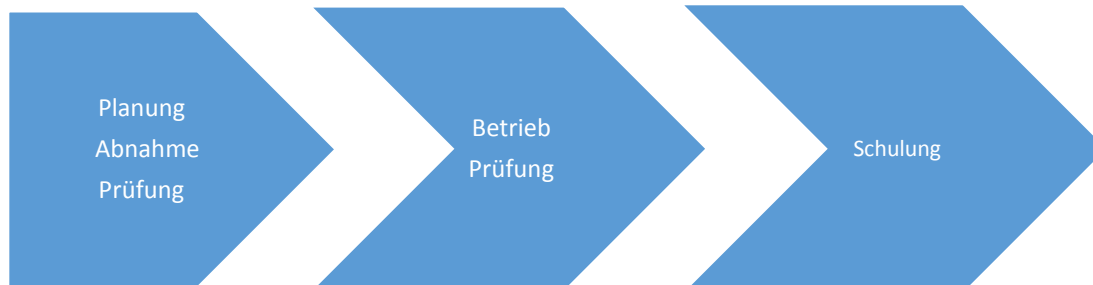 Planung
Abnahme
Prüfung
Betrieb
Prüfung
Schulung